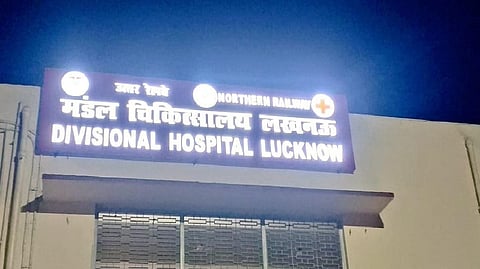 उत्तर रेलवे NORTHERN RAILWAY
मंडल चिकित्सालय लखनऊ
DIVISIONAL HOSPITAL LUCKNOW